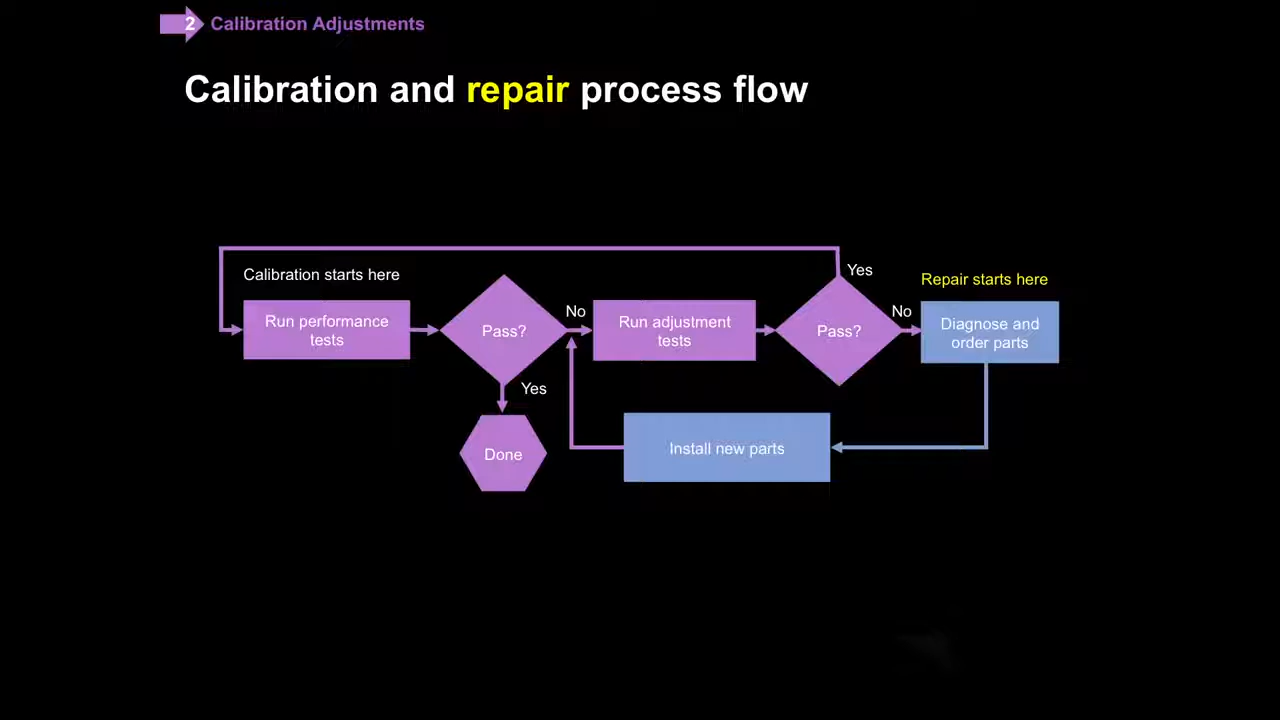 2 Calibration Adjustments
Calibration and repair process flow
Calibration starts here
Run performance
tests
Pass?
No
Run adjustment
tests
Pass?
Yes
No
Repair starts here
Diagnose and
order parts
Yes
Done
Install new parts